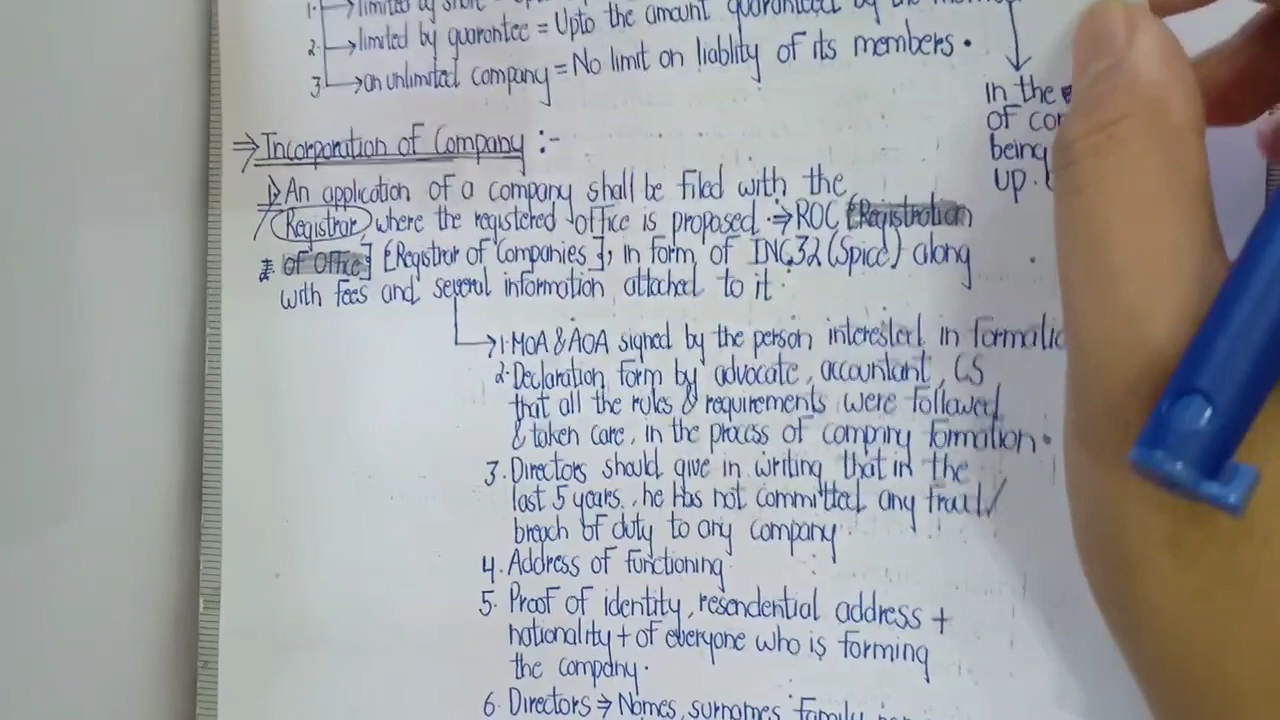 1. → limited by
2. → limited by guarantee = Upto the amount guaranteed by the
3. → an unlimited company = No limit on liablity of its members.
in the
of
being
up.
⇒ Incorporation of Company :-
1⇒ An application of a company shall be filed with the
Registrar, where the registered office is proposed. ⇒ ROC [Registration
of Office] [Registrar of Companies], in form of INC32 (Spice) along
with fees and several information attached to it.
→ 1. MOA & AOA signed by the person interested in
2. Declaration form by advocate, accountant, CS
that all the rules & requirements were followed
& taken care, in the process of company formation.
3. Directors should give in writing that in the
last 5 years, he has not committed any fraud/
breach of duty to any company.
4. Address of functioning.
5. Proof of identity, resendential address +
nationality + of everyone who is forming
the company.
6. Directors ⇒ Names, surnames, Family